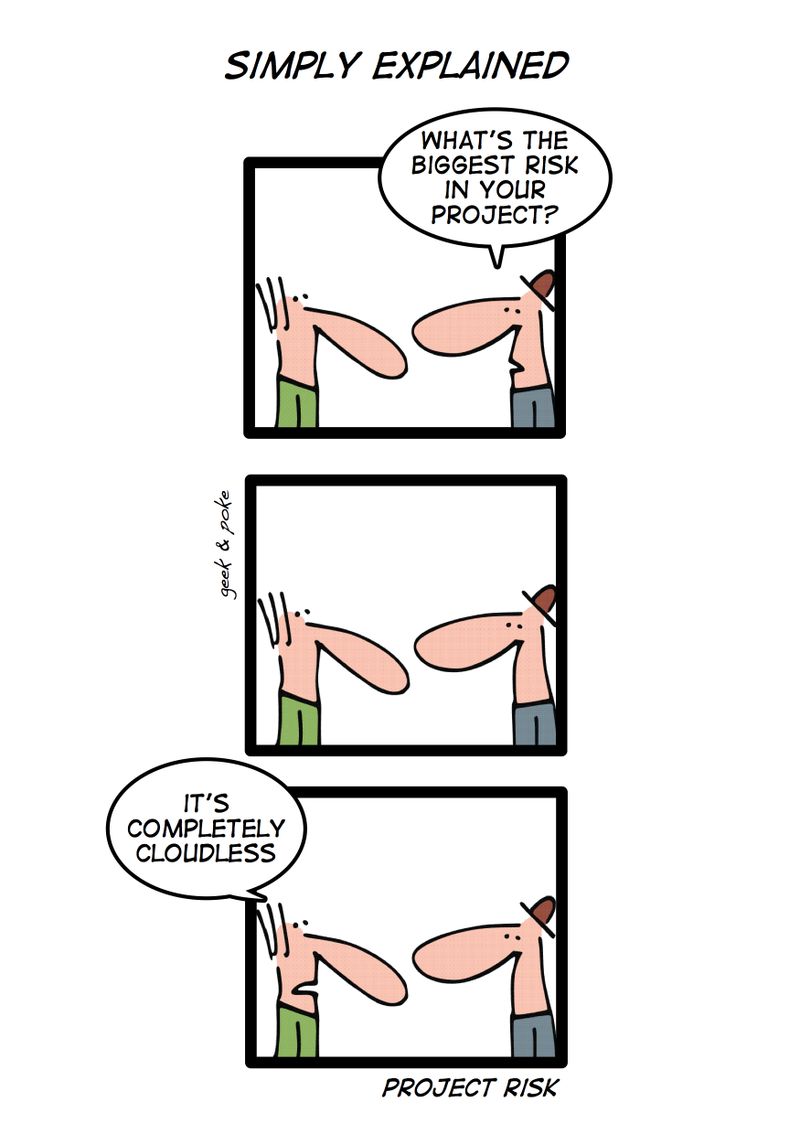 SIMPLY EXPLAINED
WHAT'S THE
BIGGEST RISK
IN YOUR
PROJECT?
geek & poke
IT'S
COMPLETELY
CLOUDLESS
PROJECT RISK